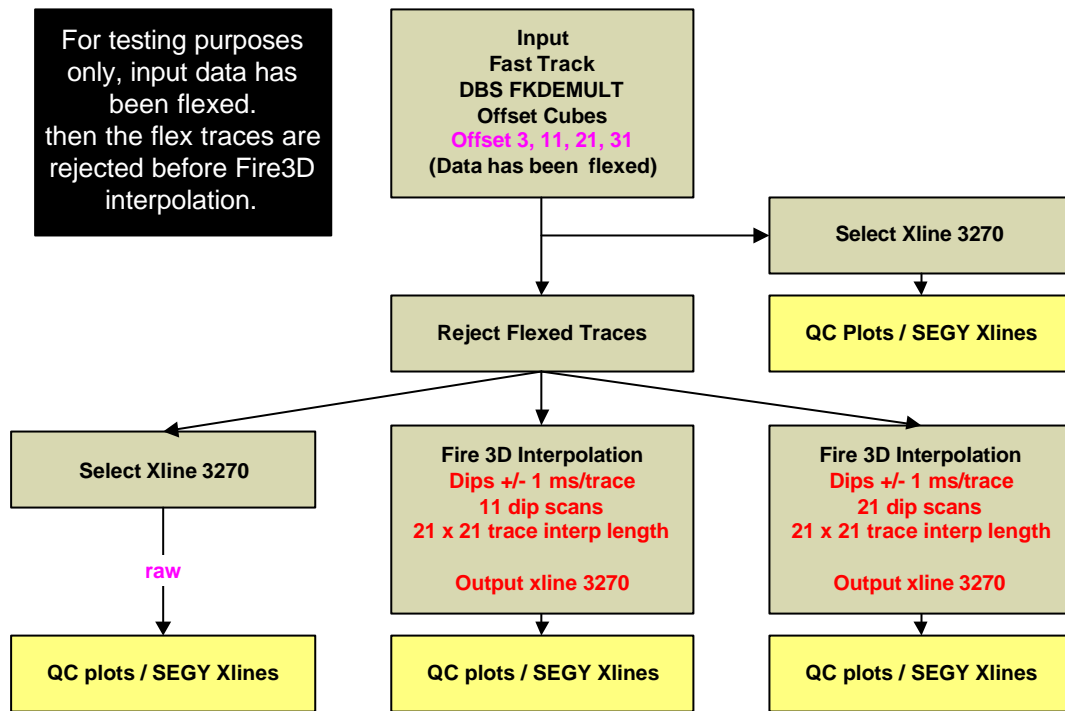 For testing purposes
only, input data has
been flexed.
then the flex traces are
rejected before Fire3D
interpolation.
Input
Fast Track
DBS FKDEMULT
Offset Cubes
Offset 3, 11, 21, 31
(Data has been flexed)
Select Xline 3270
QC Plots / SEGY Xlines
Reject Flexed Traces
Select Xline 3270
raw
QC plots / SEGY Xlines
Fire 3D Interpolation
Dips +/- 1 ms/trace
11 dip scans
21 x 21 trace interp length
Output xline 3270
QC plots / SEGY Xlines
Fire 3D Interpolation
Dips +/- 1 ms/trace
21 dip scans
21 x 21 trace interp length
Output xline 3270
QC plots / SEGY Xlines